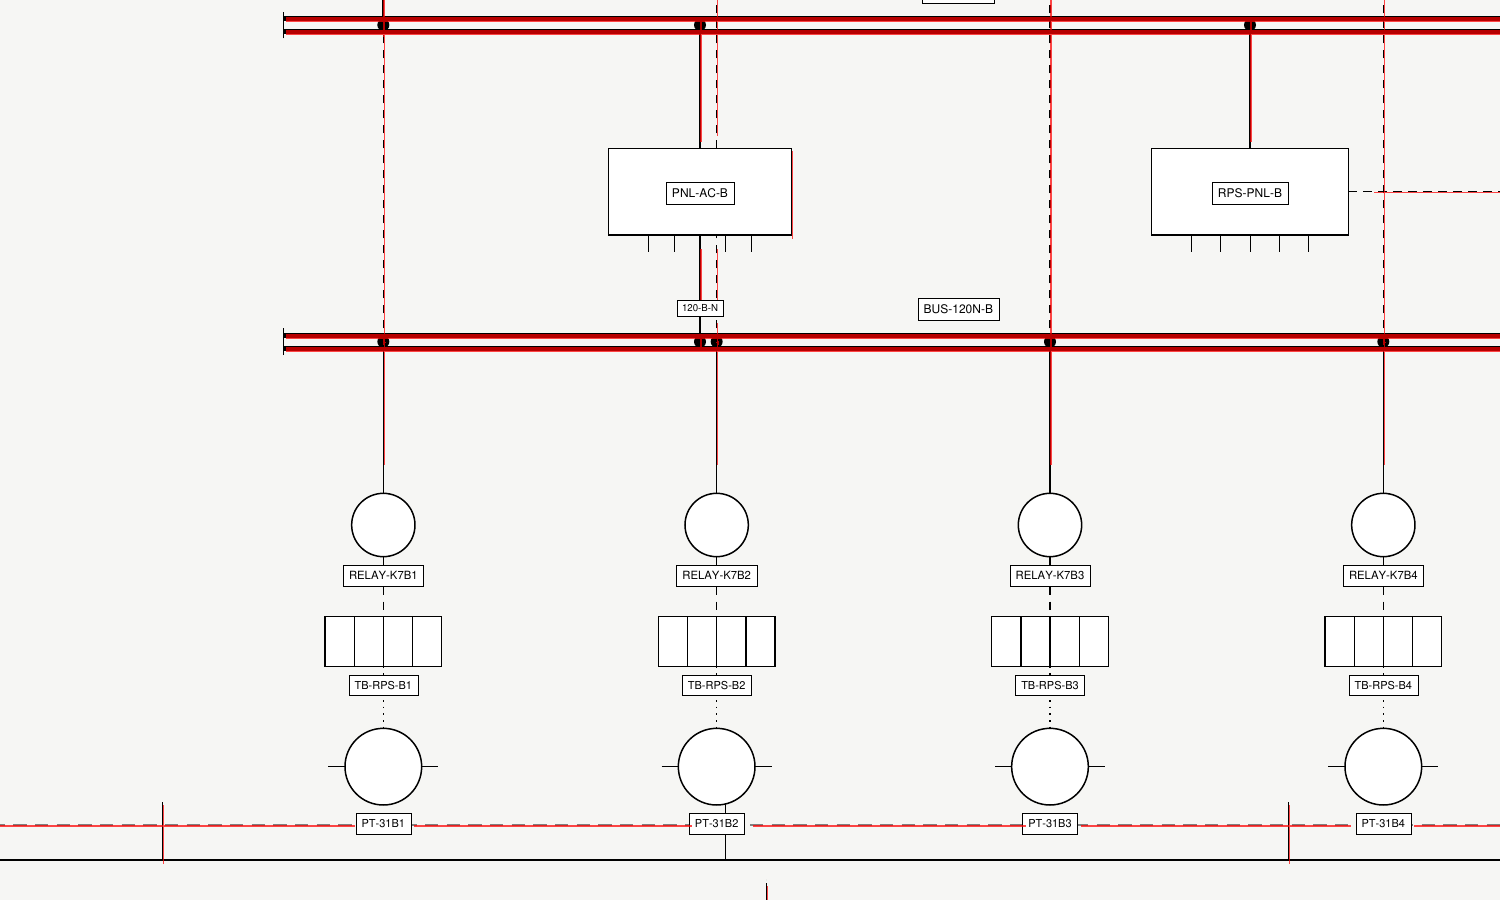 PNL-AC-B
RPS-PNL-B
120-B-N
BUS-120N-B
RELAY-K7B1
RELAY-K7B2
RELAY-K7B3
RELAY-K7B4
TB-RPS-B1
TB-RPS-B2
TB-RPS-B3
TB-RPS-B4
PT-31B1
PT-31B2
PT-31B3
PT-31B4